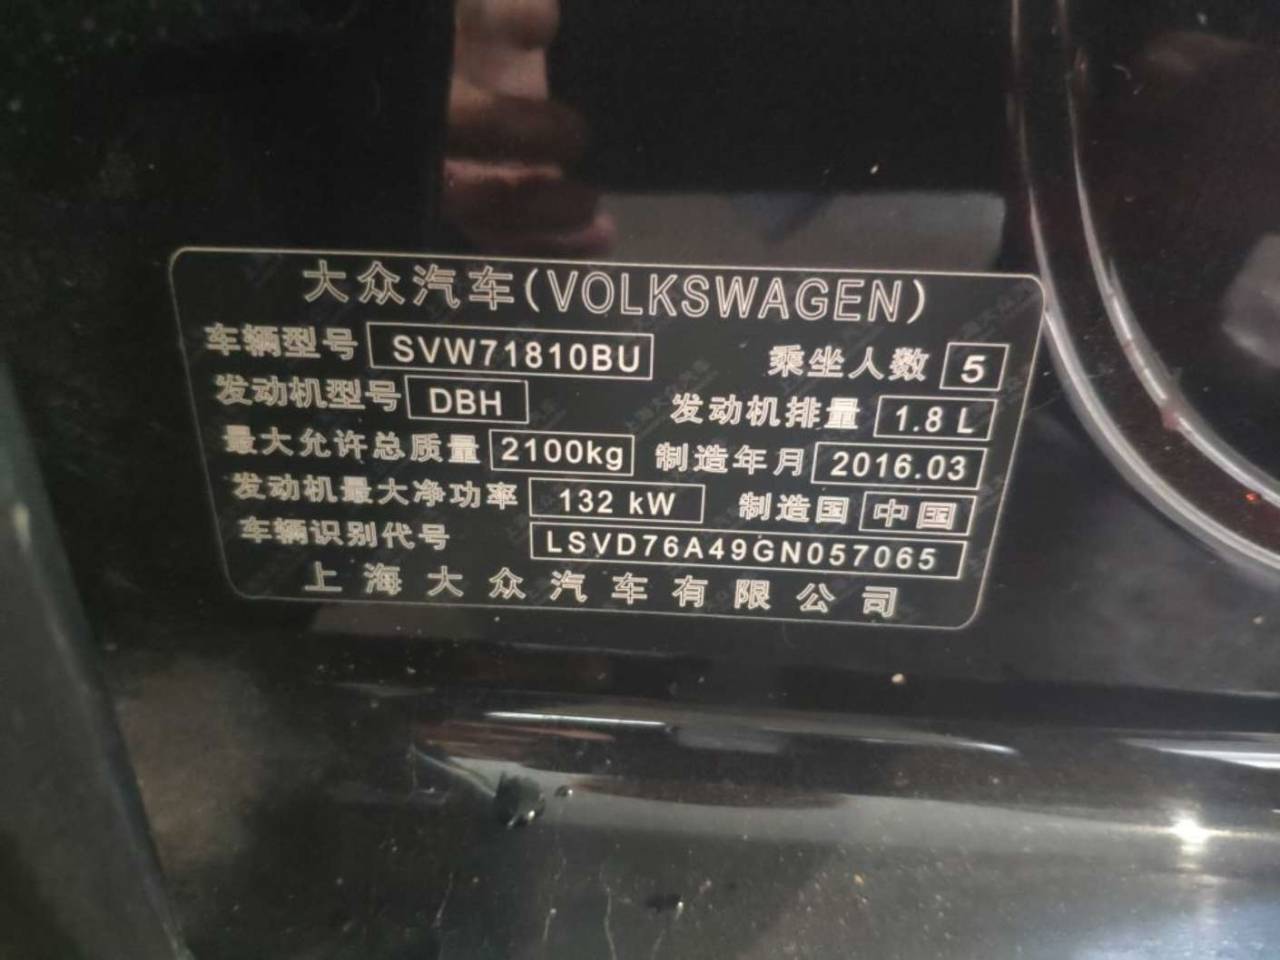 大众汽车(VOLKSWAGEN)
车辆型号 SVW71810BU 乘坐人数 5
发动机型号 DBH 发动机排量 1.8 L
最大允许总质量 2100kg 制造年月 2016.03
发动机最大净功率 132 kW 制造国 中国
车辆识别代号 LSVD76A49GN057065
上海大众汽车有限公司